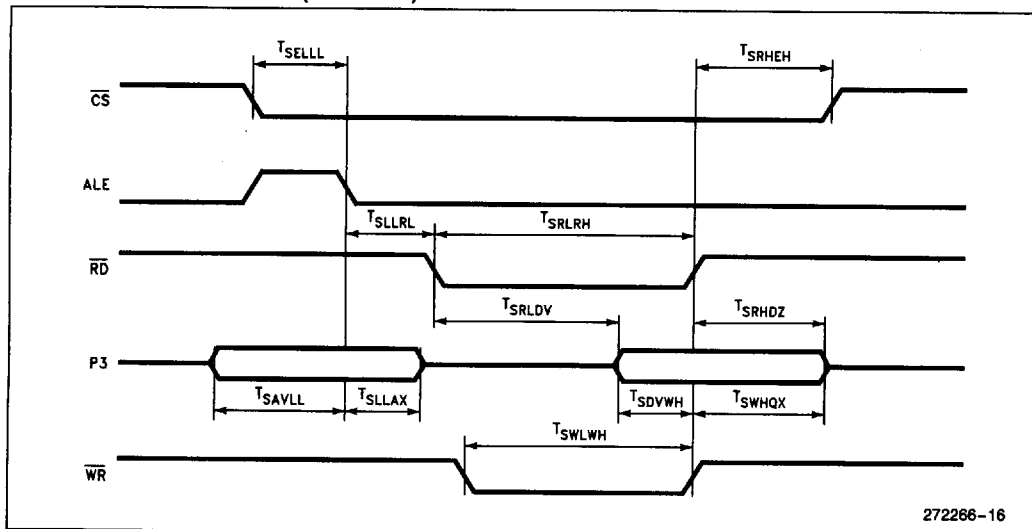 TSELLL
TSRHEH
CS
ALE
TSLLRL
TSRLRH
RD
TSRLDV
TSRHDZ
P3
TSAVLL
TSLLAX
TSDVWH
TSWHQX
TSWLWH
WR
272266-16